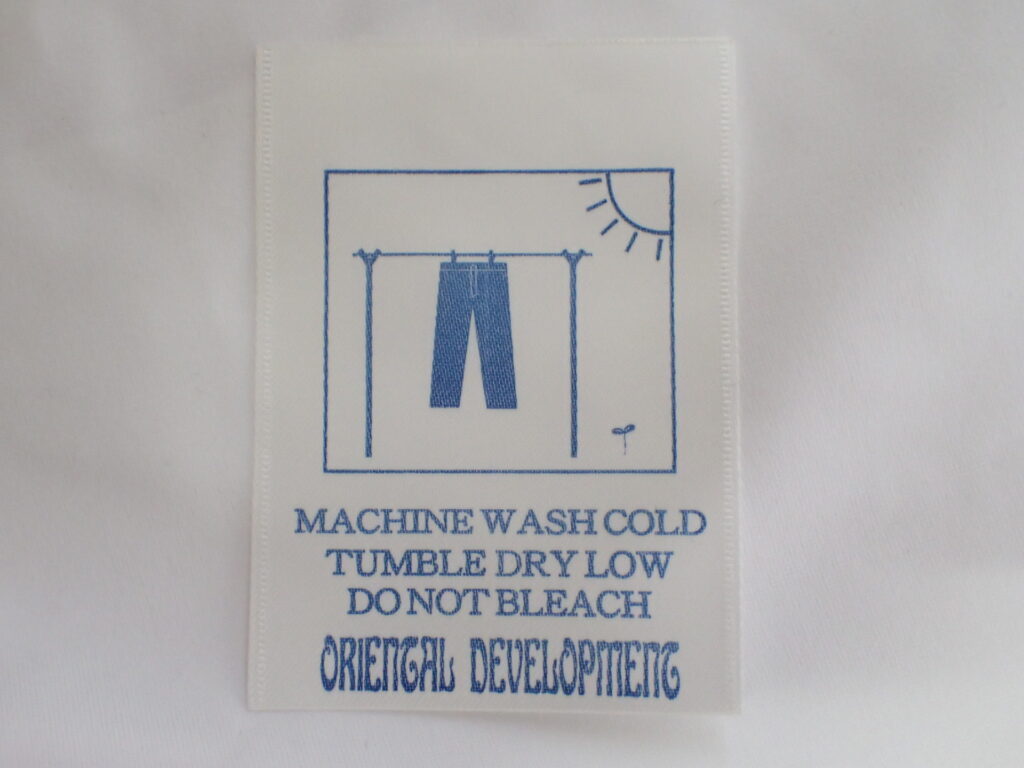 MACHINE WASH COLD
TUMBLE DRY LOW
DO NOT BLEACH
ORIENTAL DEVELOPMENT